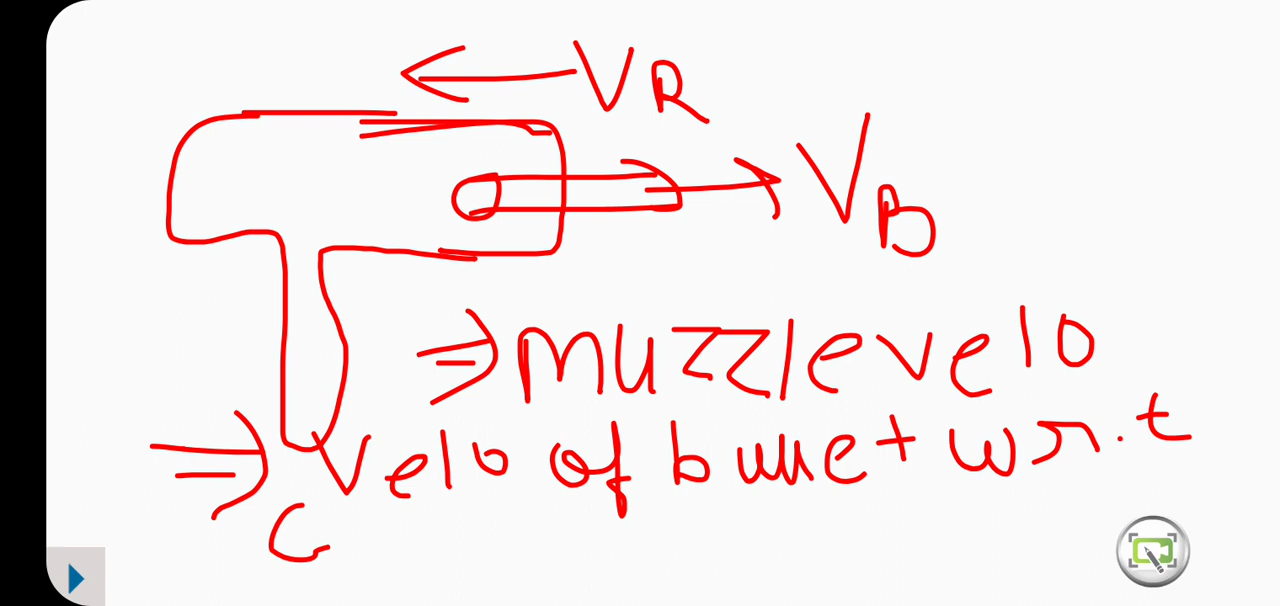 ← VR
→ VB
⇒ muzzle velo
⇒ velo of bullet w.r.t
G